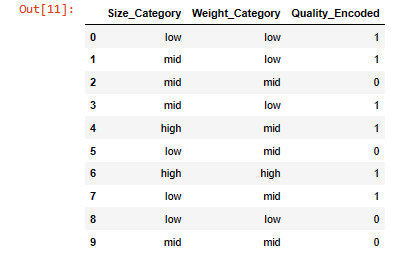 Out[11]:
Size_Category Weight_Category Quality_Encoded
0 low low 1
1 mid low 1
2 mid mid 0
3 mid low 1
4 high mid 1
5 low mid 0
6 high high 1
7 low mid 1
8 low low 0
9 mid mid 0